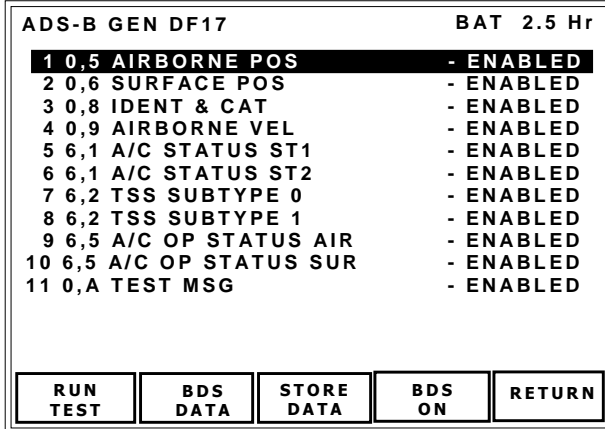 ADS-B GEN DF17 BAT 2.5 Hr
1 0,5 AIRBORNE POS - ENABLED
2 0,6 SURFACE POS - ENABLED
3 0,8 IDENT & CAT - ENABLED
4 0,9 AIRBORNE VEL - ENABLED
5 6,1 A/C STATUS ST1 - ENABLED
6 6,1 A/C STATUS ST2 - ENABLED
7 6,2 TSS SUBTYPE 0 - ENABLED
8 6,2 TSS SUBTYPE 1 - ENABLED
9 6,5 A/C OP STATUS AIR - ENABLED
10 6,5 A/C OP STATUS SUR - ENABLED
11 0,A TEST MSG - ENABLED
RUN TEST
BDS DATA
STORE DATA
BDS ON
RETURN